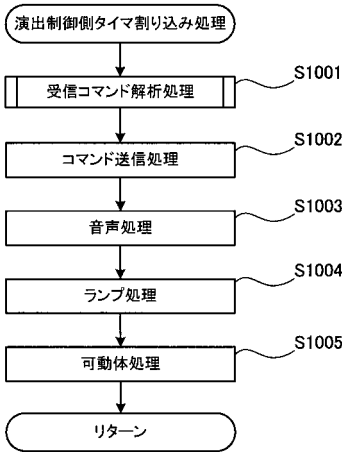 演出制御側タイマ割り込み処理
受信コマンド解析処理
S1001
コマンド送信処理
S1002
音声処理
S1003
ランプ処理
S1004
可動体処理
S1005
リターン